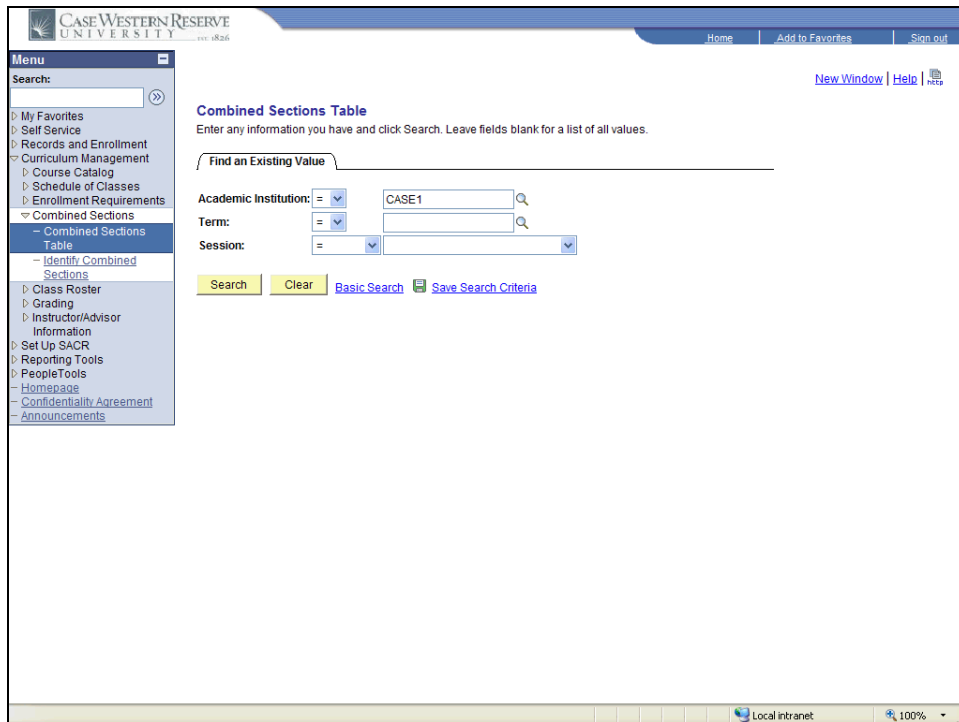 CASE WESTERN RESERVE
UNIVERSITY EST. 1826
Home Add to Favorites Sign out
Menu
Search:
New Window | Help | http
My Favorites
Self Service
Records and Enrollment
Curriculum Management
Course Catalog
Schedule of Classes
Enrollment Requirements
Combined Sections
– Combined Sections
Table
– Identify Combined
Sections
Class Roster
Grading
Instructor/Advisor
Information
Set Up SACR
Reporting Tools
PeopleTools
– Homepage
– Confidentiality Agreement
– Announcements
Combined Sections Table
Enter any information you have and click Search. Leave fields blank for a list of all values.
Find an Existing Value
Academic Institution: = CASE1
Term: =
Session: =
Search Clear Basic Search Save Search Criteria
Local intranet 100%